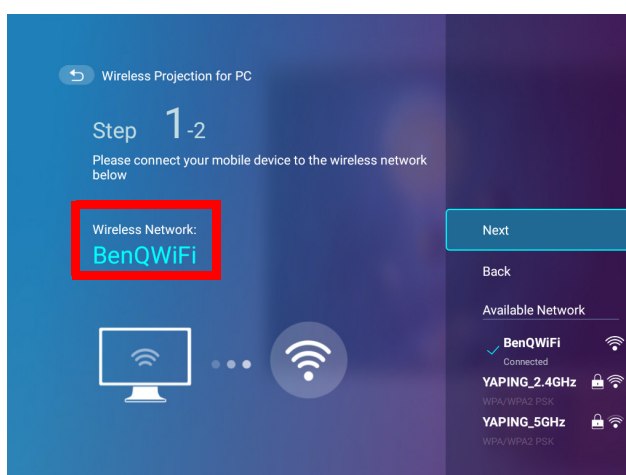 Wireless Projection for PC
Step 1-2
Please connect your mobile device to the wireless network
below
Wireless Network:
BenQWiFi
Next
Back
Available Network
BenQWiFi
Connected
YAPING_2.4GHz
WPA/WPA2 PSK
YAPING_5GHz
WPA/WPA2 PSK